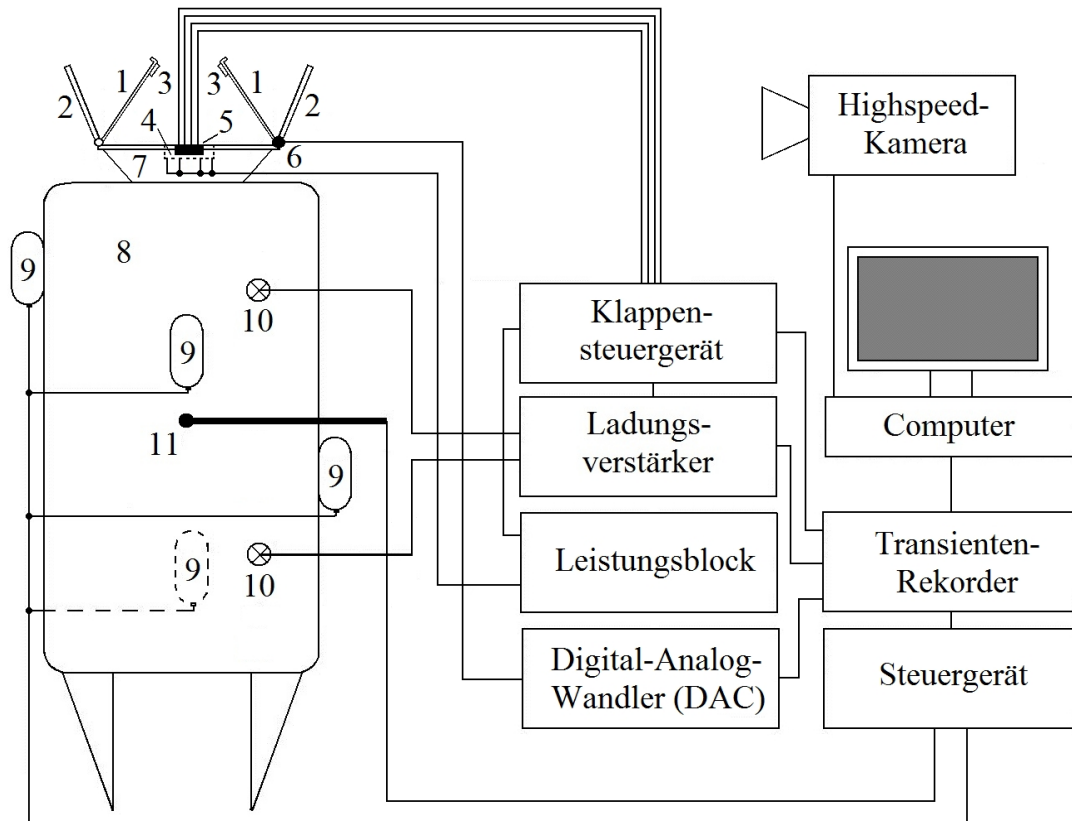 1
3
3
1
2
4
5
2
7
6
8
9
10
9
11
9
9
10
Highspeed-
Kamera
Klappen-
steuergerät
Ladungs-
verstärker
Computer
Leistungsblock
Transienten-
Rekorder
Digital-Analog-
Wandler (DAC)
Steuergerät